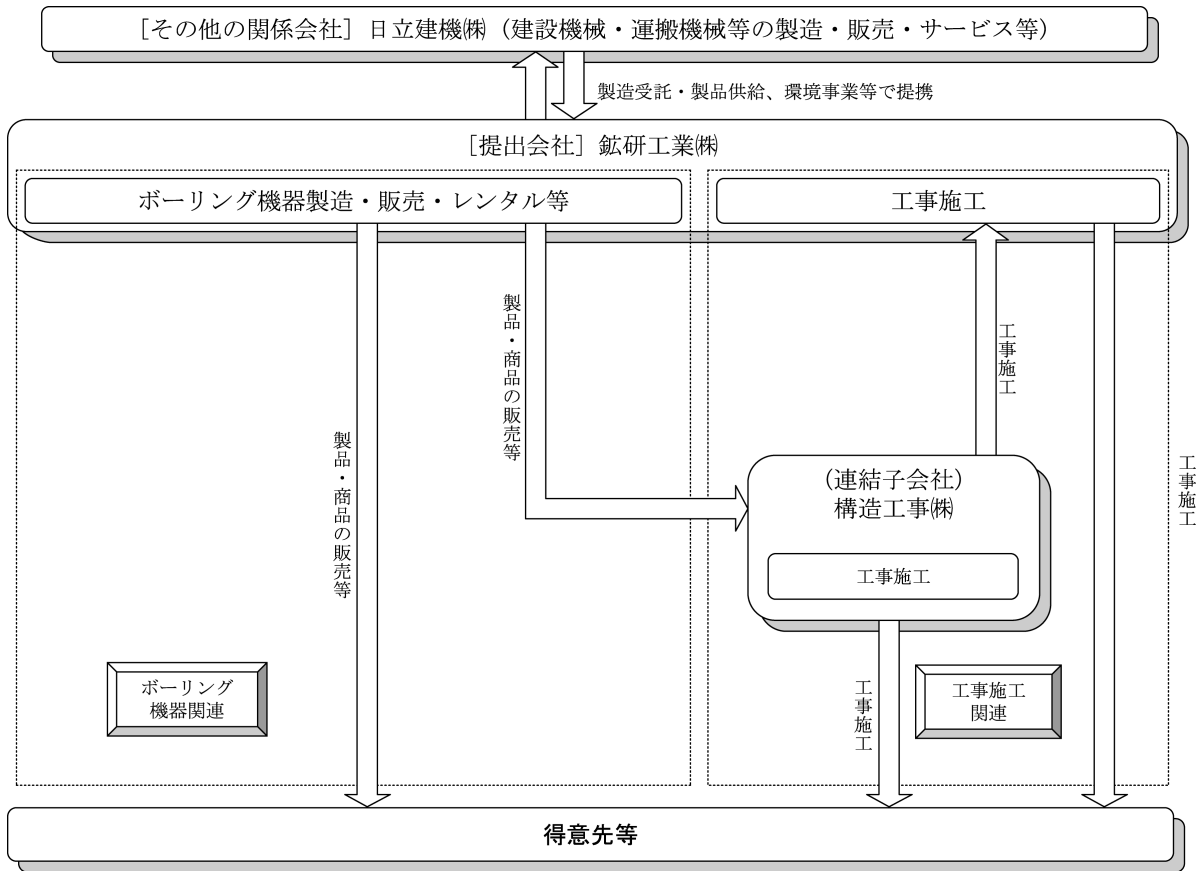 ［その他の関係会社］日立建機㈱（建設機械・運搬機械等の製造・販売・サービス等）
製造受託・製品供給、環境事業等で提携
［提出会社］鉱研工業㈱
ボーリング機器製造・販売・レンタル等
工事施工
製品・商品の販売等
製品・商品の販売等
工事施工
工事施工
（連結子会社）
構造工事㈱
工事施工
工事施工
ボーリング
機器関連
工事施工
関連
得意先等